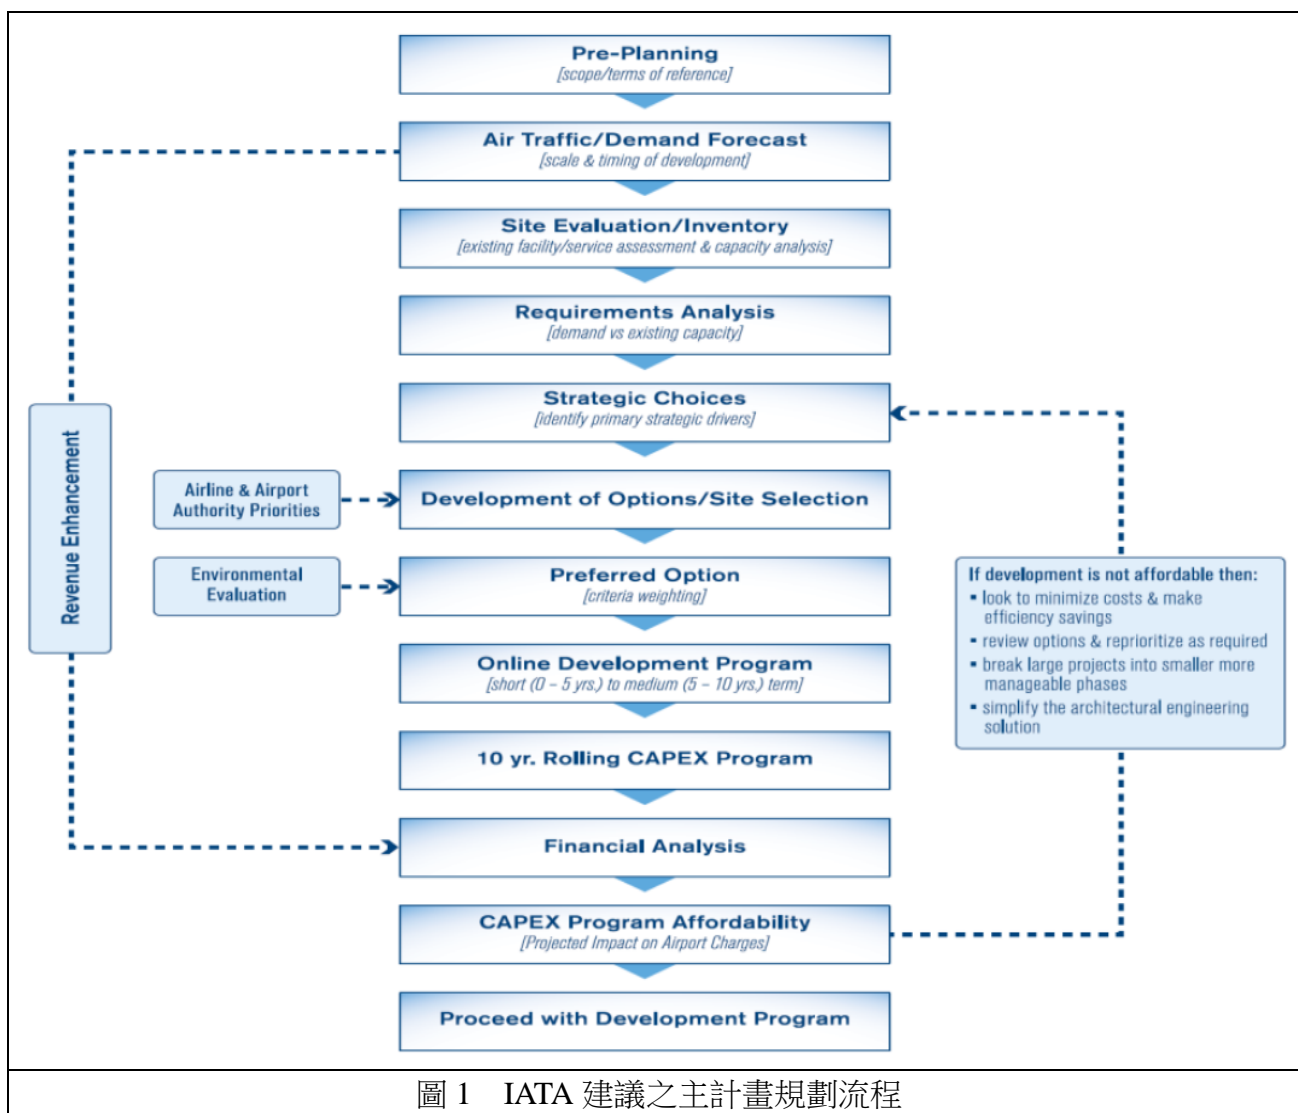 Pre-Planning
[scope/terms of reference]
Air Traffic/Demand Forecast
[scale & timing of development]
Site Evaluation/Inventory
[existing facility/service assessment & capacity analysis]
Requirements Analysis
[demand vs existing capacity]
Strategic Choices
[identify primary strategic drivers]
Revenue Enhancement
Airline & Airport
Authority Priorities
Development of Options/Site Selection
Environmental
Evaluation
Preferred Option
[criteria weighting]
If development is not affordable then:
▪ look to minimize costs & make
efficiency savings
▪ review options & reprioritize as required
▪ break large projects into smaller more
manageable phases
▪ simplify the architectural engineering
solution
Online Development Program
[short (0 – 5 yrs.) to medium (5 – 10 yrs.) term]
10 yr. Rolling CAPEX Program
Financial Analysis
CAPEX Program Affordability
[Projected Impact on Airport Charges]
Proceed with Development Program
圖 1 IATA 建議之主計畫規劃流程